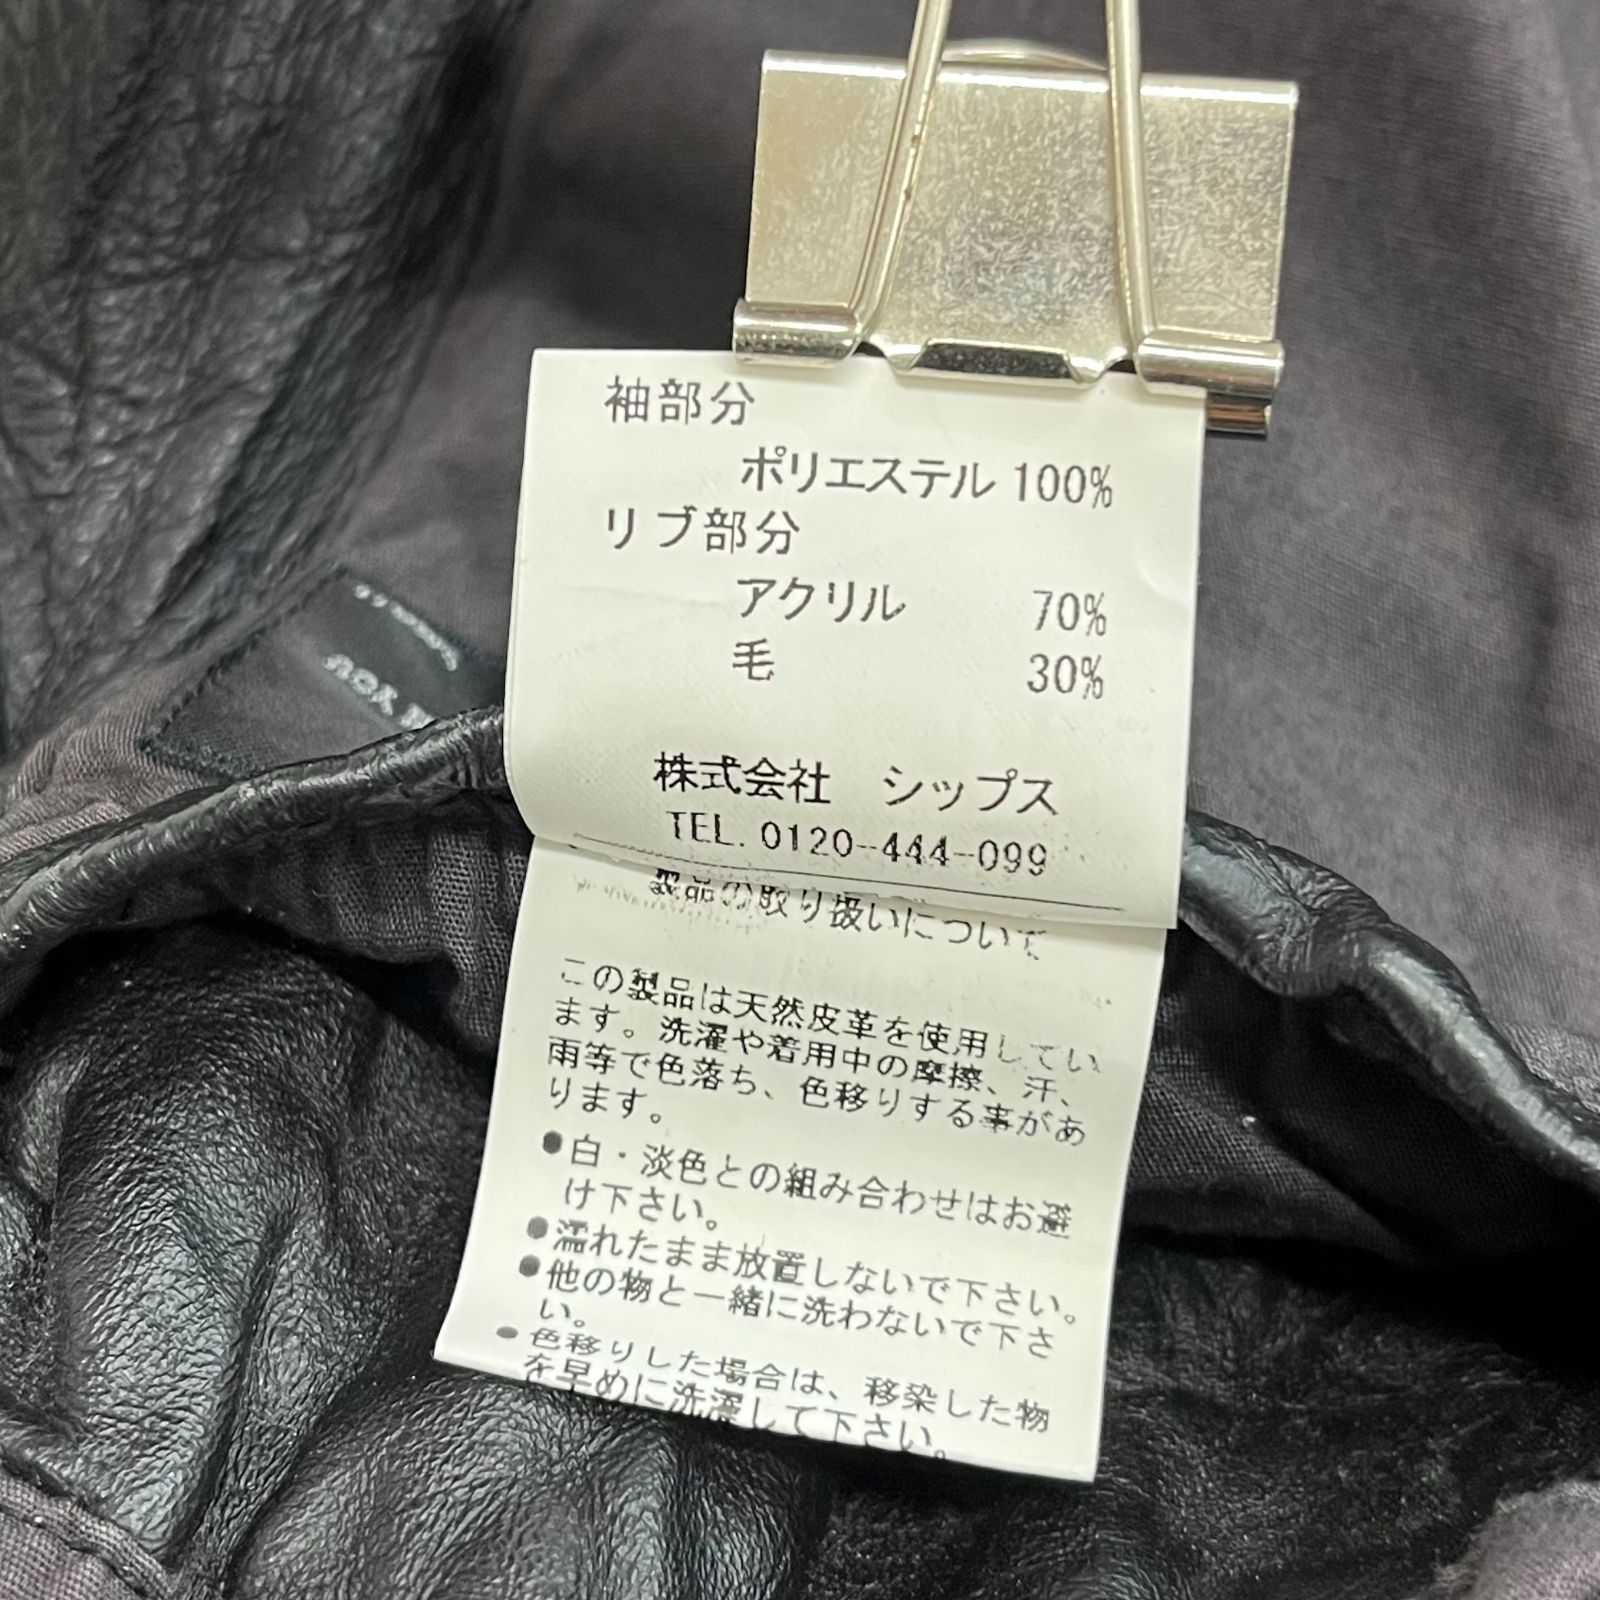 袖部分
ポリエステル 100%
リブ部分
アクリル 70%
毛 30%
株式会社 シップス
TEL. 0120-444-099
製品の取り扱いについて
この製品は天然皮革を使用してい
ます。洗濯や着用中の摩擦、汗、
雨等で色落ち、色移りする事があ
ります。
●白・淡色との組み合わせはお避
け下さい。
●濡れたまま放置しないで下さい。
●他の物と一緒に洗わないで下さ
い。
●色移りした場合は、移染した物
を早めに洗濯して下さい。
you